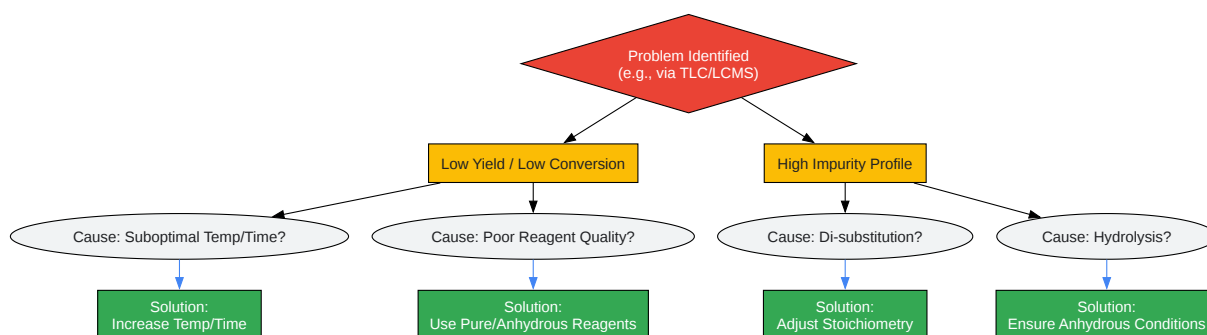 Problem Identified
(e.g., via TLC/LCMS)
Low Yield / Low Conversion
High Impurity Profile
Cause: Suboptimal Temp/Time?
Cause: Poor Reagent Quality?
Cause: Di-substitution?
Cause: Hydrolysis?
Solution:
Increase Temp/Time
Solution:
Use Pure/Anhydrous Reagents
Solution:
Adjust Stoichiometry
Solution:
Ensure Anhydrous Conditions